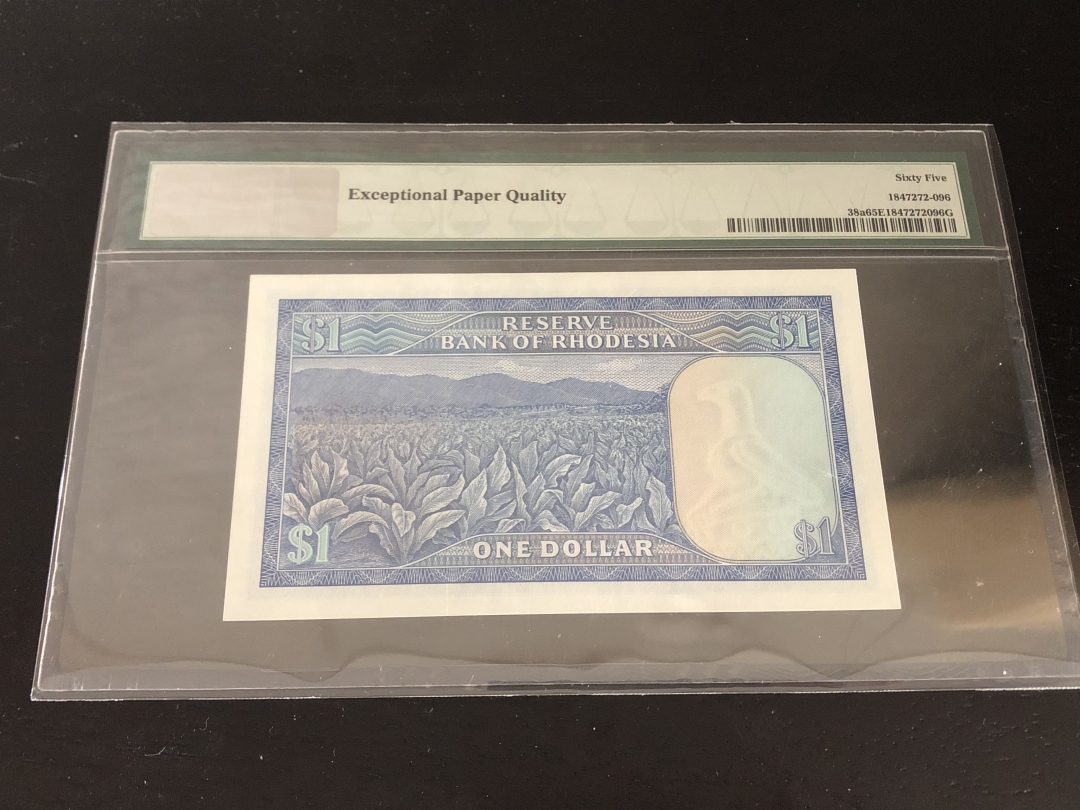 Exceptional Paper Quality
Sixty Five
1847272-096
38a65E1847272096G
$1 RESERVE $1
BANK OF RHODESIA
$1 ONE DOLLAR $1